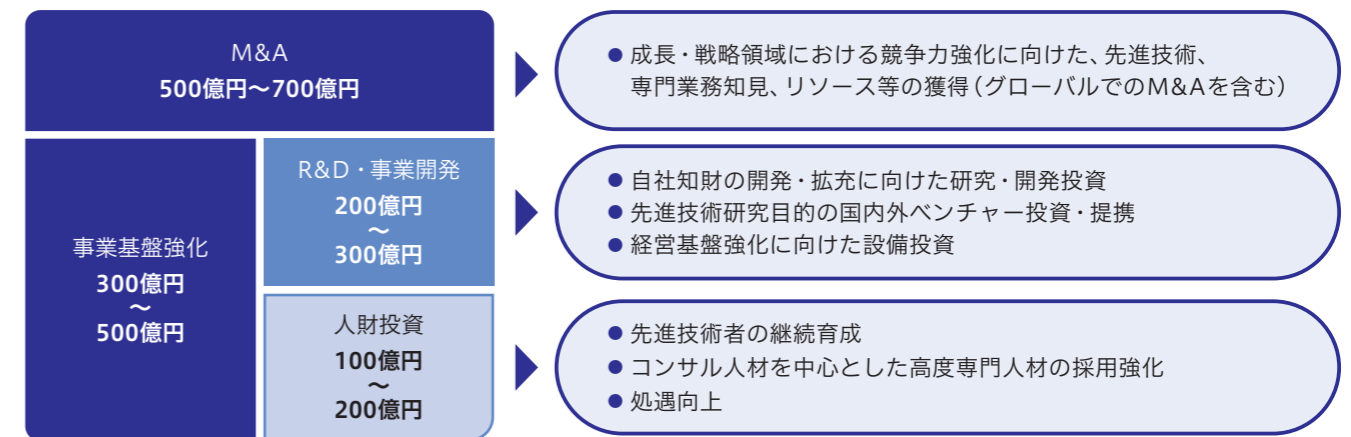 M&A
500億円～700億円
● 成長・戦略領域における競争力強化に向けた、先進技術、
専門業務知見、リソース等の獲得（グローバルでのM&Aを含む）
事業基盤強化
300億円
～
500億円
R&D・事業開発
200億円
～
300億円
● 自社知財の開発・拡充に向けた研究・開発投資
● 先進技術研究目的の国内外ベンチャー投資・提携
● 経営基盤強化に向けた設備投資
人財投資
100億円
～
200億円
● 先進技術者の継続育成
● コンサル人材を中心とした高度専門人材の採用強化
● 処遇向上